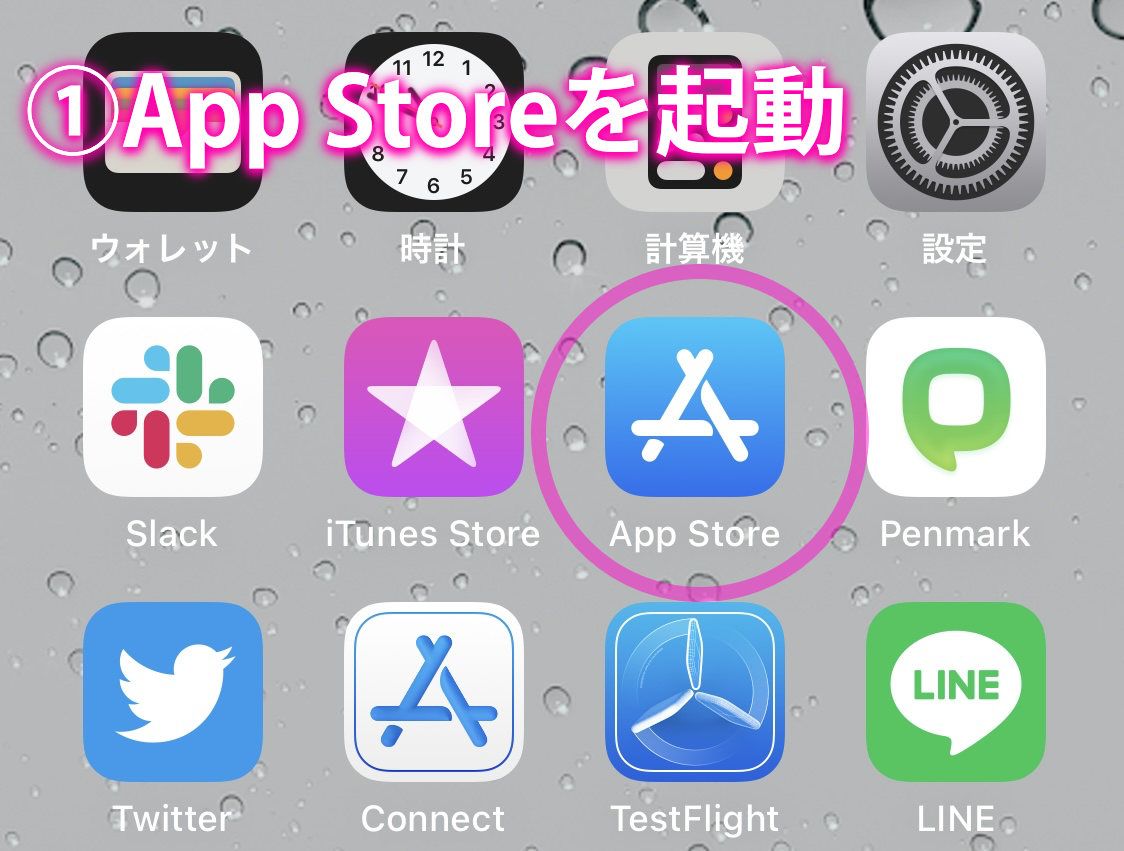 ①App Storeを起動
11 12 1
2
3
8 4
7 6 5
ウォレット 時計 計算機 設定
Slack iTunes Store App Store Penmark
LINE
Twitter Connect TestFlight LINE